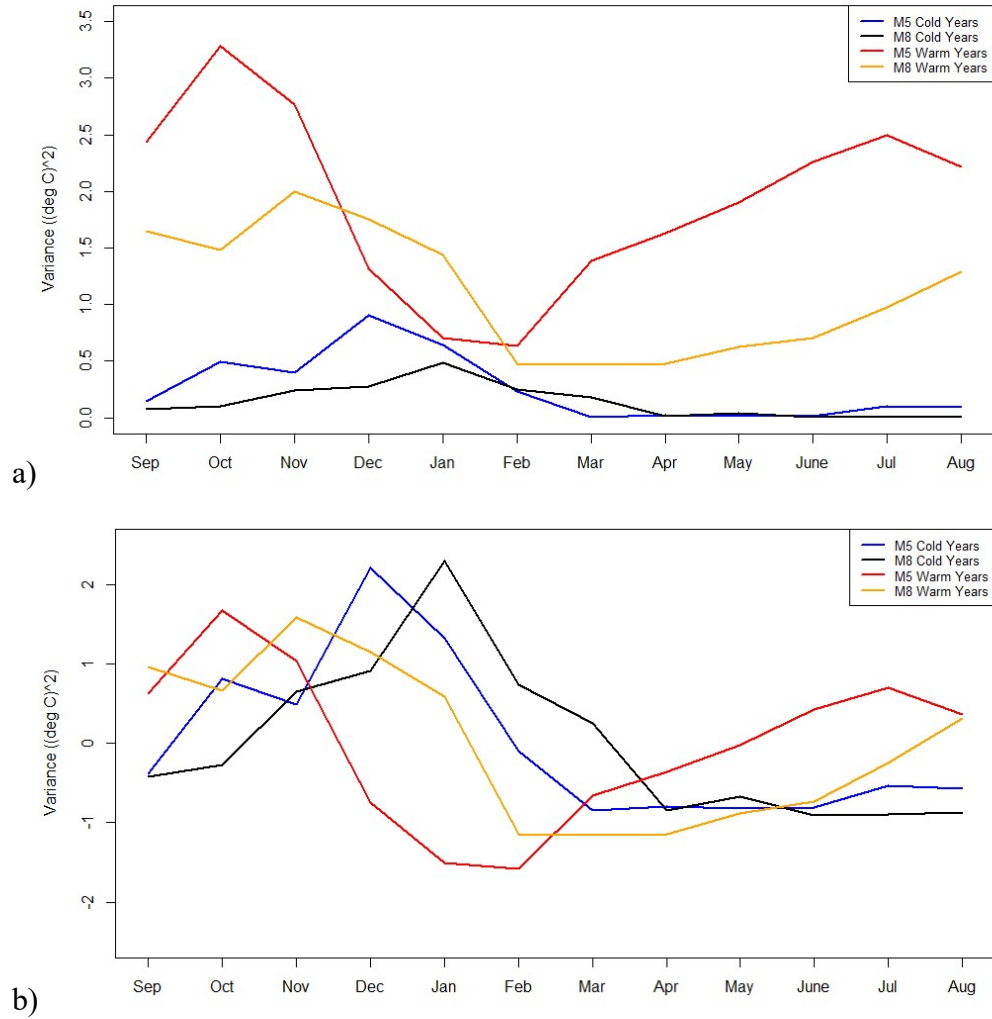 3.5
3.0
2.5
2.0
1.5
1.0
0.5
0.0
Variance ((deg C)^2)
M5 Cold Years
M8 Cold Years
M5 Warm Years
M8 Warm Years
Sep Oct Nov Dec Jan Feb Mar Apr May June Jul Aug
a)
2
1
0
-1
-2
Variance ((deg C)^2)
M5 Cold Years
M8 Cold Years
M5 Warm Years
M8 Warm Years
Sep Oct Nov Dec Jan Feb Mar Apr May June Jul Aug
b)